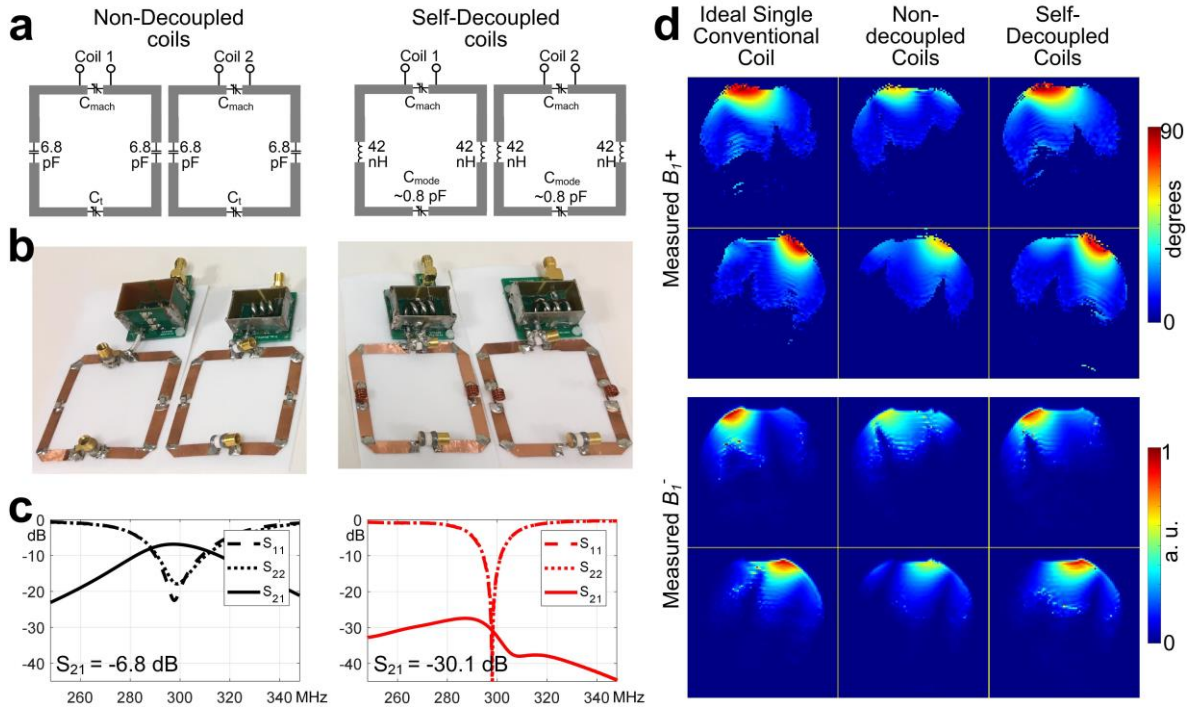 a
Non-Decoupled
coils
Self-Decoupled
coils
Coil 1
Coil 2
Coil 1
Coil 2
Cmach
Cmach
Cmach
Cmach
6.8
pF
6.8
pF
6.8
pF
6.8
pF
42
nH
42
nH
42
nH
42
nH
Ct
Ct
Cmode
~0.8 pF
Cmode
~0.8 pF
b
c
0
dB
-10
-20
-30
-40
S11
S22
S21
S21 = -6.8 dB
260
280
300
320
340 MHz
0
dB
-10
-20
-30
-40
S11
S22
S21
S21 = -30.1 dB
260
280
300
320
340 MHz
d
Ideal Single
Conventional
Coil
Non-
decoupled
Coils
Self-
Decoupled
Coils
Measured B1+
90
degrees
0
Measured B1-
1
a. u.
0